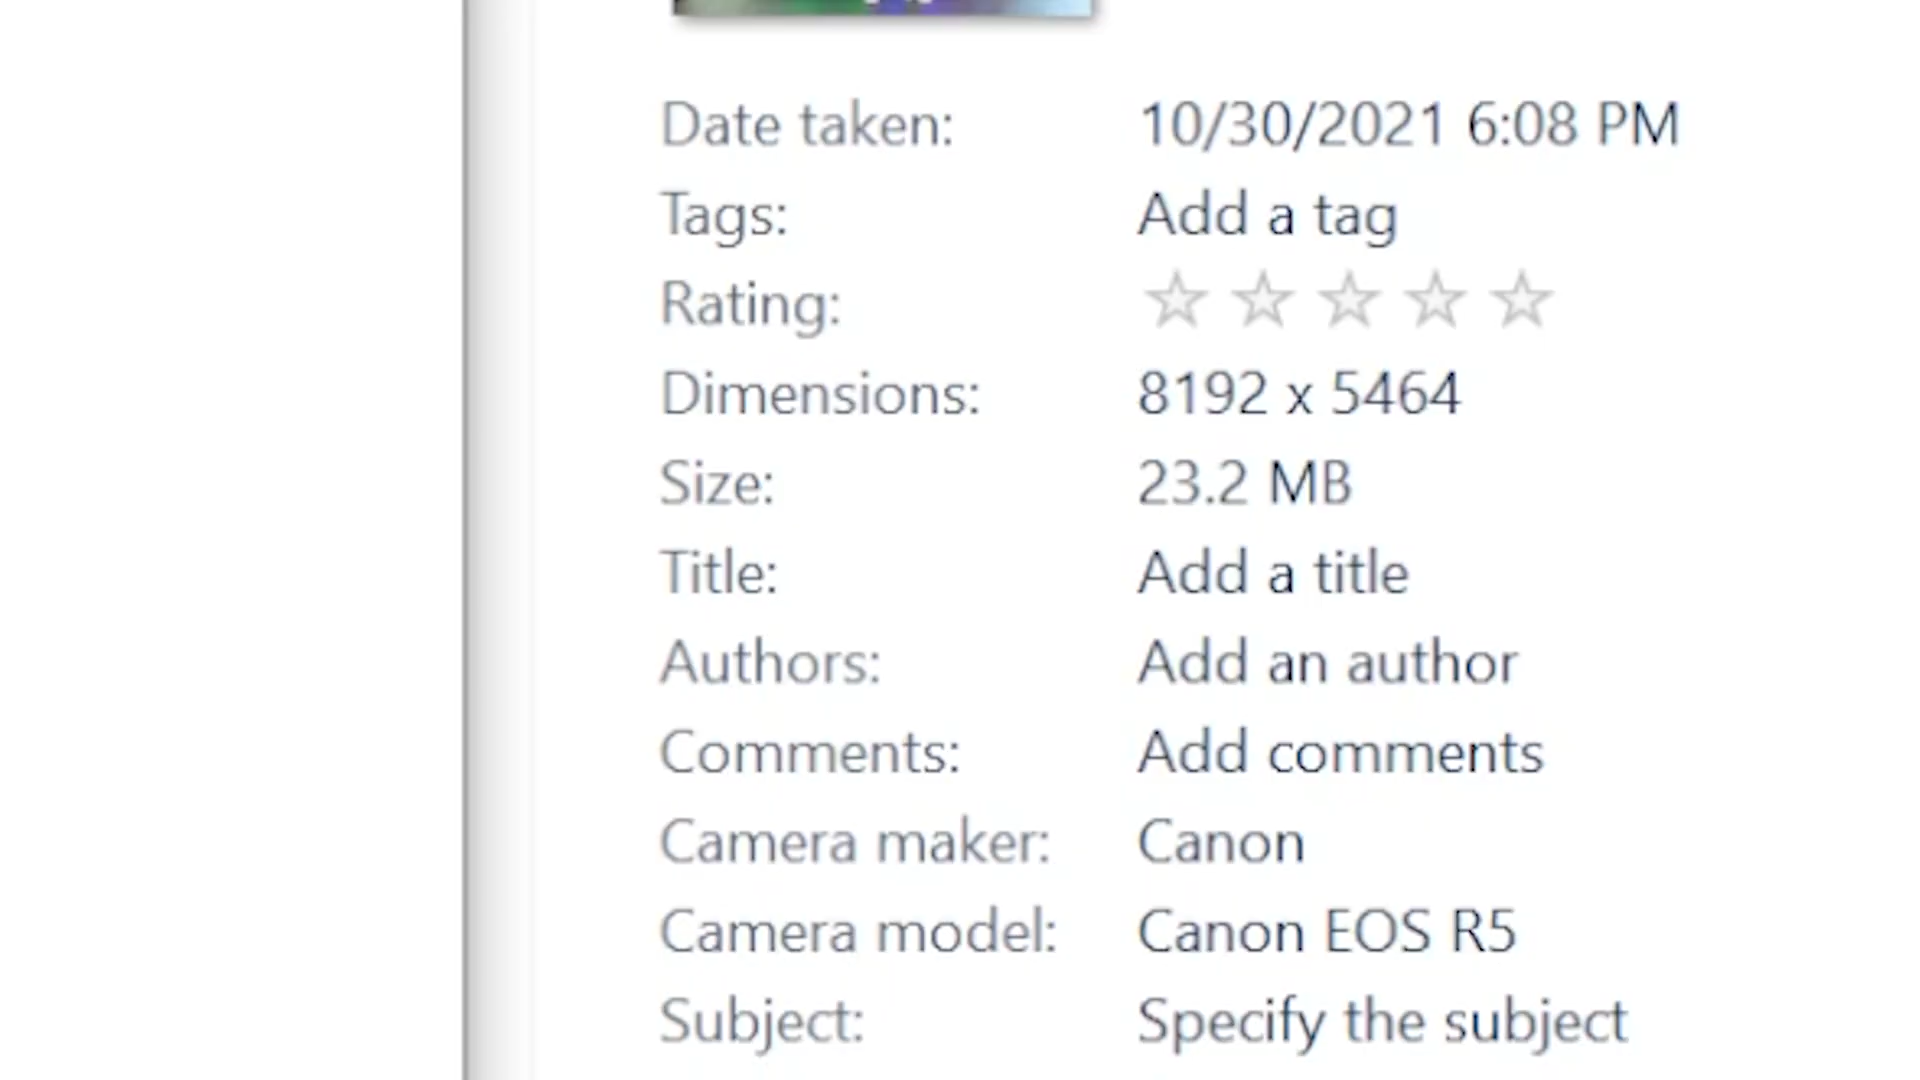 Date taken: 10/30/2021 6:08 PM
Tags: Add a tag
Rating: ☆ ☆ ☆ ☆ ☆
Dimensions: 8192 x 5464
Size: 23.2 MB
Title: Add a title
Authors: Add an author
Comments: Add comments
Camera maker: Canon
Camera model: Canon EOS R5
Subject: Specify the subject